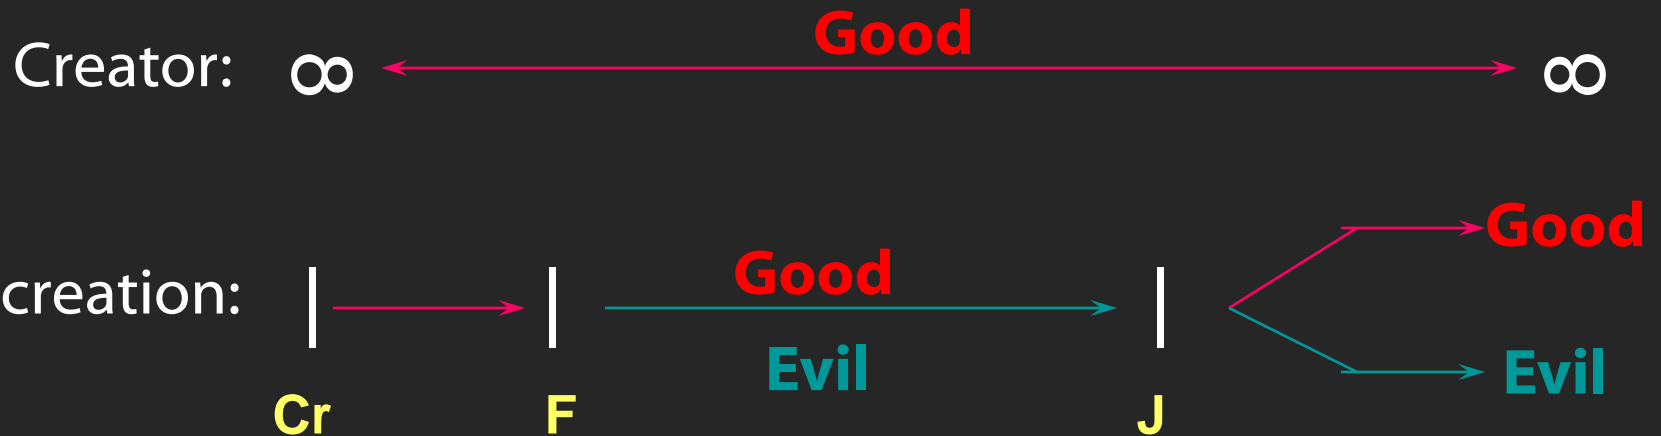 Good
Creator: ∞ ∞
Good
creation: Good
Evil Evil
Cr F J